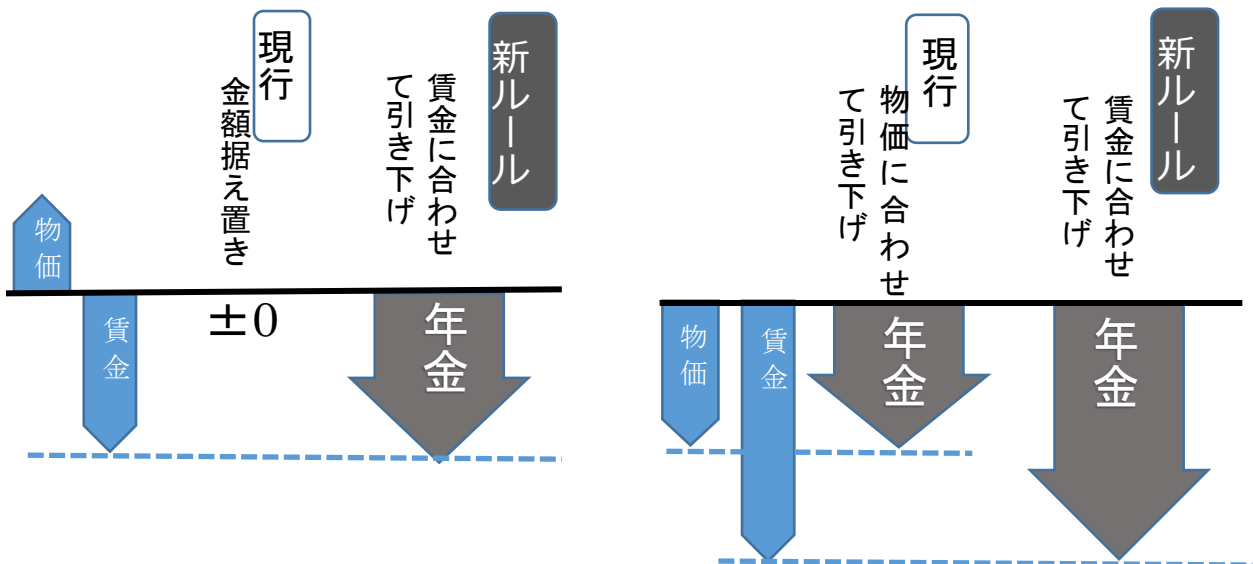 現行
金額据え置き
新ルール
賃金に合わせ
て引き下げ
物価
賃金
±0
年金
現行
物価に合わせ
て引き下げ
新ルール
賃金に合わせ
て引き下げ
物価
賃金
年金
年金